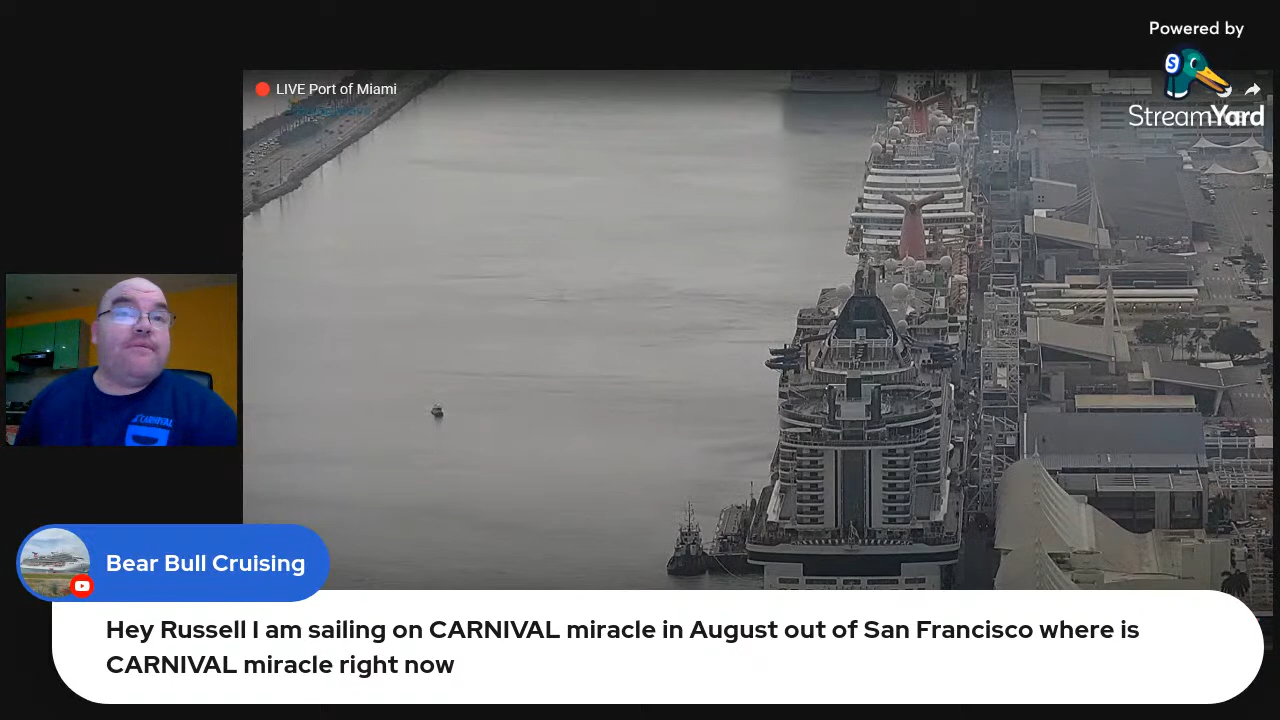 Powered by
LIVE Port of Miami
StreamYard
CARNIVAL
Bear Bull Cruising
Hey Russell I am sailing on CARNIVAL miracle in August out of San Francisco where is
CARNIVAL miracle right now